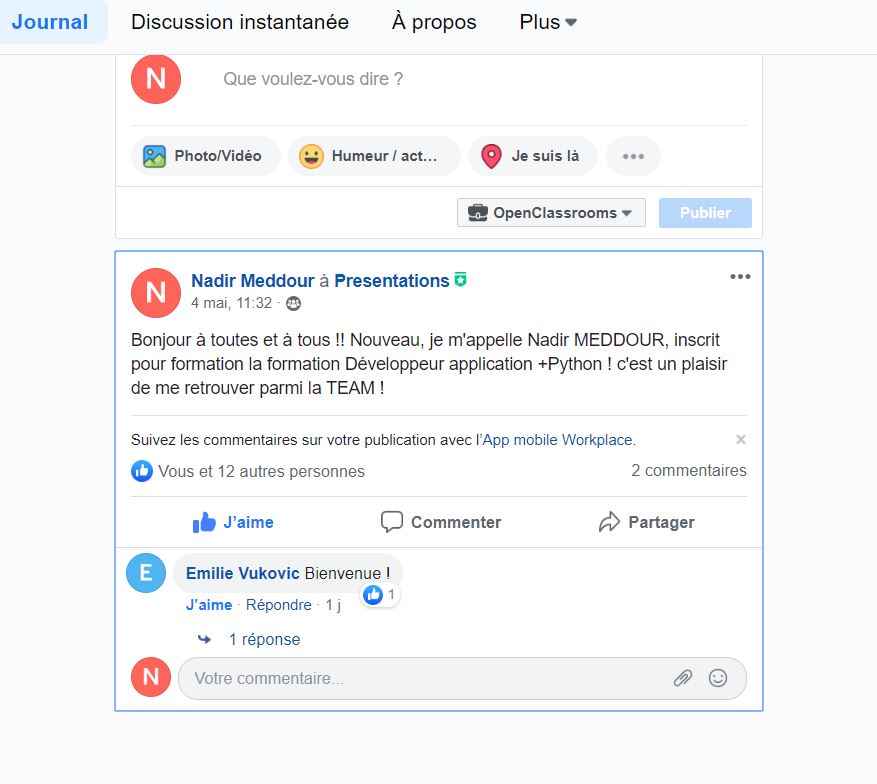 Journal Discussion instantanée À propos Plus
N Que voulez-vous dire ?
Photo/Vidéo Humeur / act... Je suis là
OpenClassrooms Publier
N Nadir Meddour à Presentations
4 mai, 11:32 ·
Bonjour à toutes et à tous !! Nouveau, je m'appelle Nadir MEDDOUR, inscrit
pour formation la formation Développeur application +Python ! c'est un plaisir
de me retrouver parmi la TEAM !
Suivez les commentaires sur votre publication avec l'App mobile Workplace.
Vous et 12 autres personnes 2 commentaires
J'aime Commenter Partager
E Emilie Vukovic Bienvenue !
J'aime · Répondre · 1 j 1
1 réponse
N Votre commentaire...